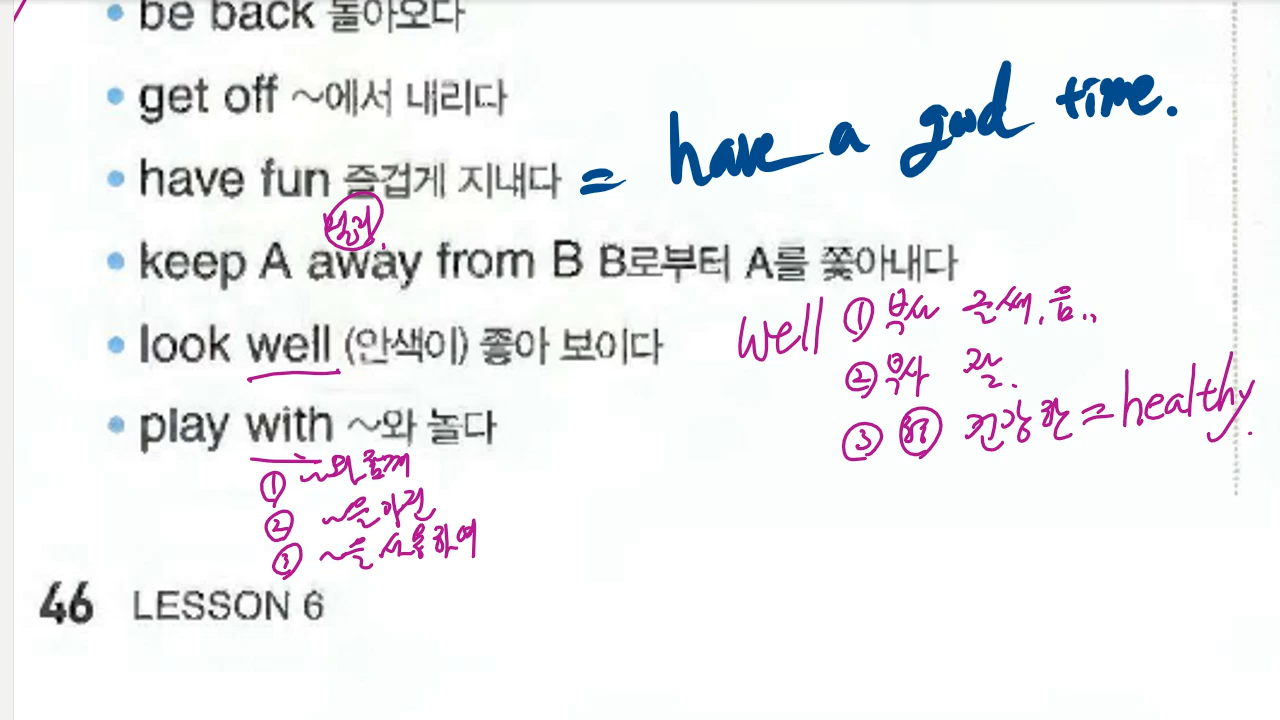 • be back 돌아오다
• get off ~에서 내리다
• have fun 즐겁게 지내다 = have a good time.
멀리
• keep A away from B B로부터 A를 쫓아내다
• look well (안색이) 좋아 보이다
well ① 부사 글쎄, 음..
② 부사 잘.
③ 형 건강한 = healthy.
• play with ~와 놀다
① ~와 함께
② ~을 가진
③ ~을 사용하여
46 LESSON 6